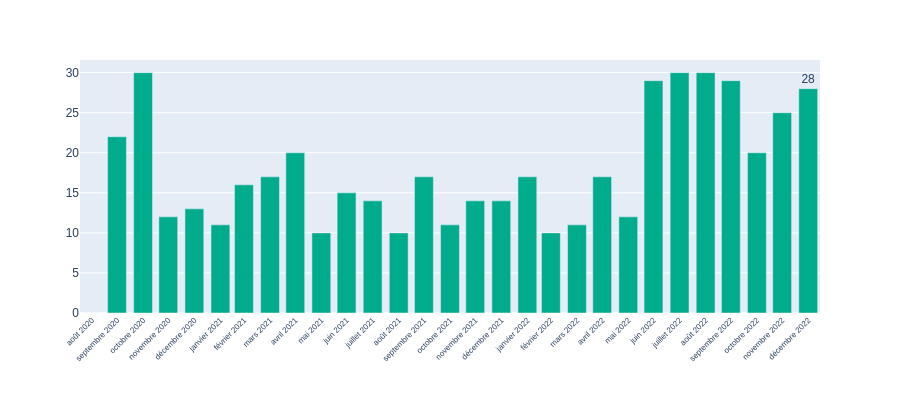 30
25
20
15
10
5
0
28
août 2020
septembre 2020
octobre 2020
novembre 2020
décembre 2020
janvier 2021
février 2021
mars 2021
avril 2021
mai 2021
juin 2021
juillet 2021
août 2021
septembre 2021
octobre 2021
novembre 2021
décembre 2021
janvier 2022
février 2022
mars 2022
avril 2022
mai 2022
juin 2022
juillet 2022
août 2022
septembre 2022
octobre 2022
novembre 2022
décembre 2022